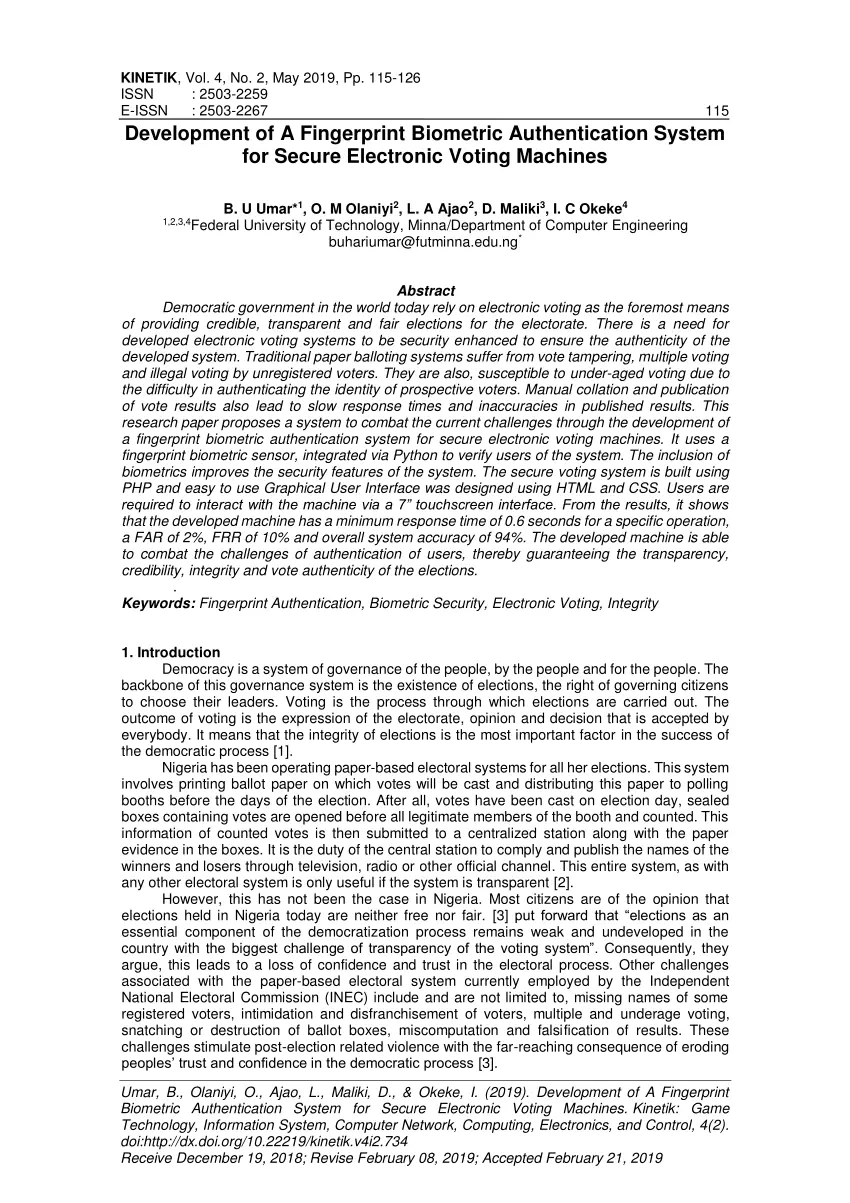 KINETIK, Vol. 4, No. 2, May 2019, Pp. 115-126
ISSN : 2503-2259
E-ISSN : 2503-2267 115
Development of A Fingerprint Biometric Authentication System
for Secure Electronic Voting Machines
B. U Umar*1, O. M Olaniyi2, L. A Ajao2, D. Maliki3, I. C Okeke4
1,2,3,4Federal University of Technology, Minna/Department of Computer Engineering
buhariumar@futminna.edu.ng*
Abstract
Democratic government in the world today rely on electronic voting as the foremost means
of providing credible, transparent and fair elections for the electorate. There is a need for
developed electronic voting systems to be security enhanced to ensure the authenticity of the
developed system. Traditional paper balloting systems suffer from vote tampering, multiple voting
and illegal voting by unregistered voters. They are also, susceptible to under-aged voting due to
the difficulty in authenticating the identity of prospective voters. Manual collation and publication
of vote results also lead to slow response times and inaccuracies in published results. This
research paper proposes a system to combat the current challenges through the development of
a fingerprint biometric authentication system for secure electronic voting machines. It uses a
fingerprint biometric sensor, integrated via Python to verify users of the system. The inclusion of
biometrics improves the security features of the system. The secure voting system is built using
PHP and easy to use Graphical User Interface was designed using HTML and CSS. Users are
required to interact with the machine via a 7” touchscreen interface. From the results, it shows
that the developed machine has a minimum response time of 0.6 seconds for a specific operation,
a FAR of 2%, FRR of 10% and overall system accuracy of 94%. The developed machine is able
to combat the challenges of authentication of users, thereby guaranteeing the transparency,
credibility, integrity and vote authenticity of the elections.
.
Keywords: Fingerprint Authentication, Biometric Security, Electronic Voting, Integrity
1. Introduction
Democracy is a system of governance of the people, by the people and for the people. The
backbone of this governance system is the existence of elections, the right of governing citizens
to choose their leaders. Voting is the process through which elections are carried out. The
outcome of voting is the expression of the electorate, opinion and decision that is accepted by
everybody. It means that the integrity of elections is the most important factor in the success of
the democratic process [1].
Nigeria has been operating paper-based electoral systems for all her elections. This system
involves printing ballot paper on which votes will be cast and distributing this paper to polling
booths before the days of the election. After all, votes have been cast on election day, sealed
boxes containing votes are opened before all legitimate members of the booth and counted. This
information of counted votes is then submitted to a centralized station along with the paper
evidence in the boxes. It is the duty of the central station to comply and publish the names of the
winners and losers through television, radio or other official channel. This entire system, as with
any other electoral system is only useful if the system is transparent [2].
However, this has not been the case in Nigeria. Most citizens are of the opinion that
elections held in Nigeria today are neither free nor fair. [3] put forward that “elections as an
essential component of the democratization process remains weak and undeveloped in the
country with the biggest challenge of transparency of the voting system”. Consequently, they
argue, this leads to a loss of confidence and trust in the electoral process. Other challenges
associated with the paper-based electoral system currently employed by the Independent
National Electoral Commission (INEC) include and are not limited to, missing names of some
registered voters, intimidation and disfranchisement of voters, multiple and underage voting,
snatching or destruction of ballot boxes, miscomputation and falsification of results. These
challenges stimulate post-election related violence with the far-reaching consequence of eroding
peoples’ trust and confidence in the democratic process [3].
Umar, B., Olaniyi, O., Ajao, L., Maliki, D., & Okeke, I. (2019). Development of A Fingerprint
Biometric Authentication System for Secure Electronic Voting Machines. Kinetik: Game
Technology, Information System, Computer Network, Computing, Electronics, and Control, 4(2).
doi:http://dx.doi.org/10.22219/kinetik.v4i2.734
Receive December 19, 2018; Revise February 08, 2019; Accepted February 21, 2019